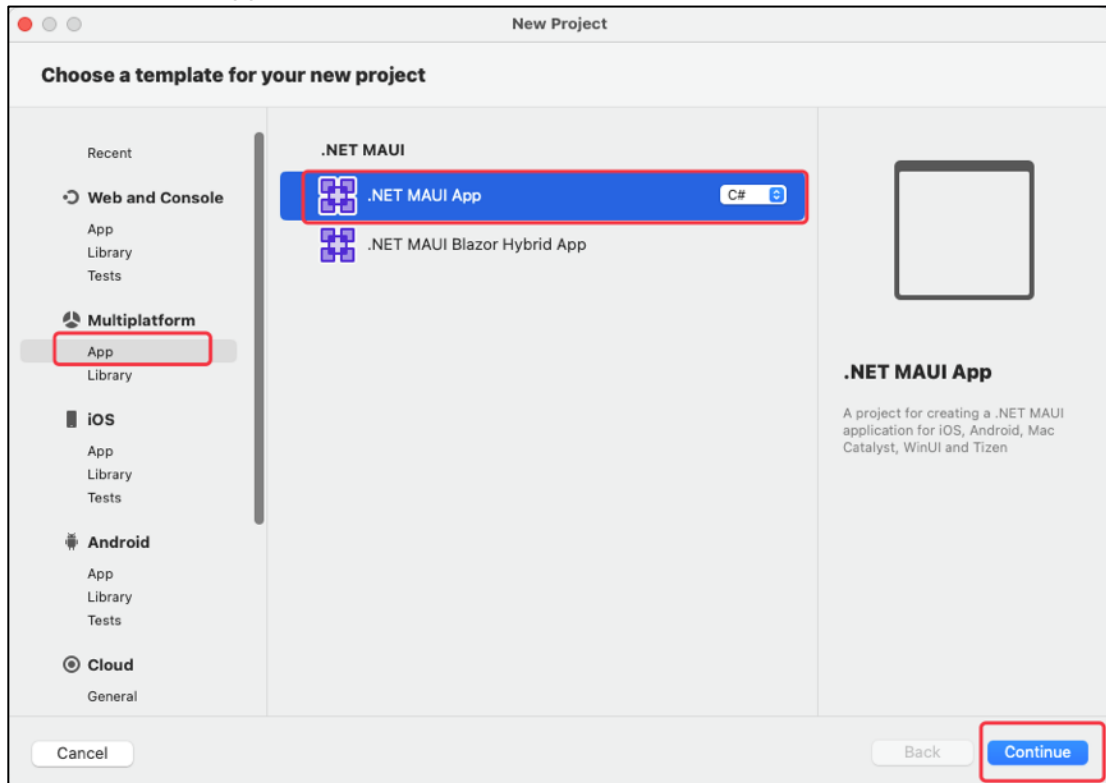 New Project
Choose a template for your new project
Recent
Web and Console
App
Library
Tests
Multiplatform
App
Library
iOS
App
Library
Tests
Android
App
Library
Tests
Cloud
General
.NET MAUI
.NET MAUI App
C#
.NET MAUI Blazor Hybrid App
.NET MAUI App
A project for creating a .NET MAUI
application for iOS, Android, Mac
Catalyst, WinUI and Tizen
Cancel
Back
Continue